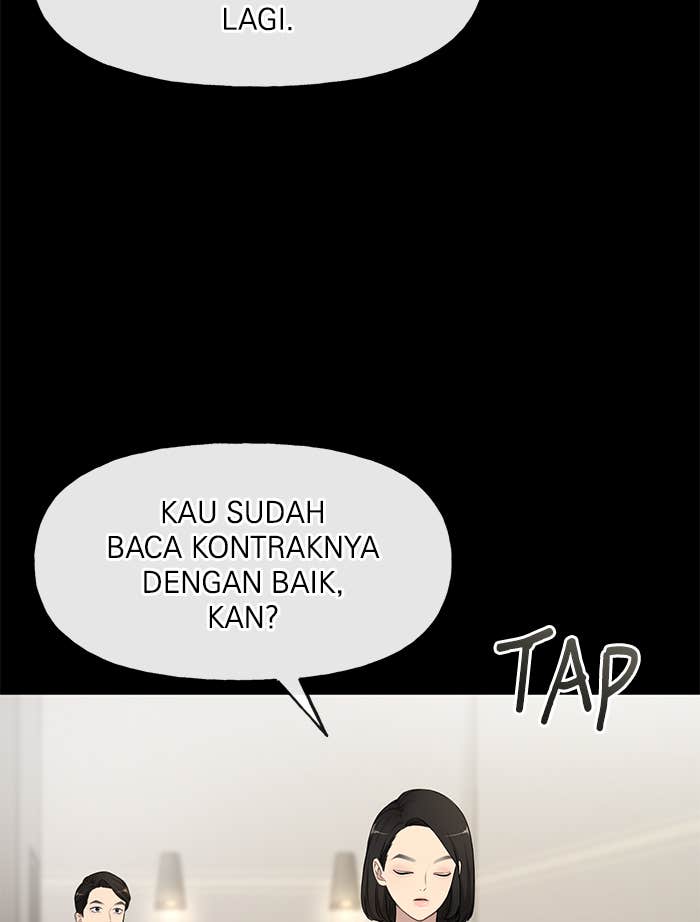 LAGI.
KAU SUDAH
BACA KONTRAKNYA
DENGAN BAIK,
KAN?
TAP